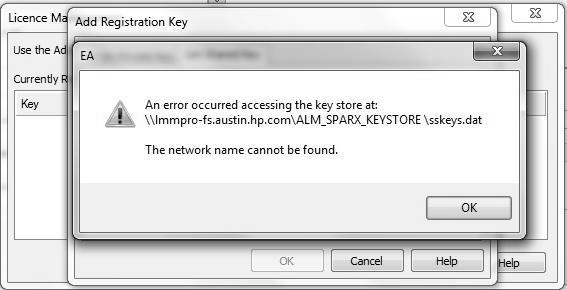 Licence Ma
Add Registration Key
Use the Ad
EA
Shared Key
Currently R
Key
An error occurred accessing the key store at:
\\lmmpro-fs.austin.hp.com\ALM_SPARX_KEYSTORE \sskeys.dat
The network name cannot be found.
OK
OK
Cancel
Help
Help